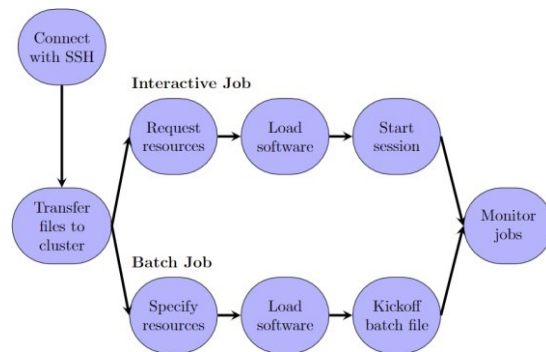 Connect
with SSH
Interactive Job
Request
resources
Load
software
Start
session
Transfer
files to
cluster
Monitor
jobs
Batch Job
Specify
resources
Load
software
Kickoff
batch file